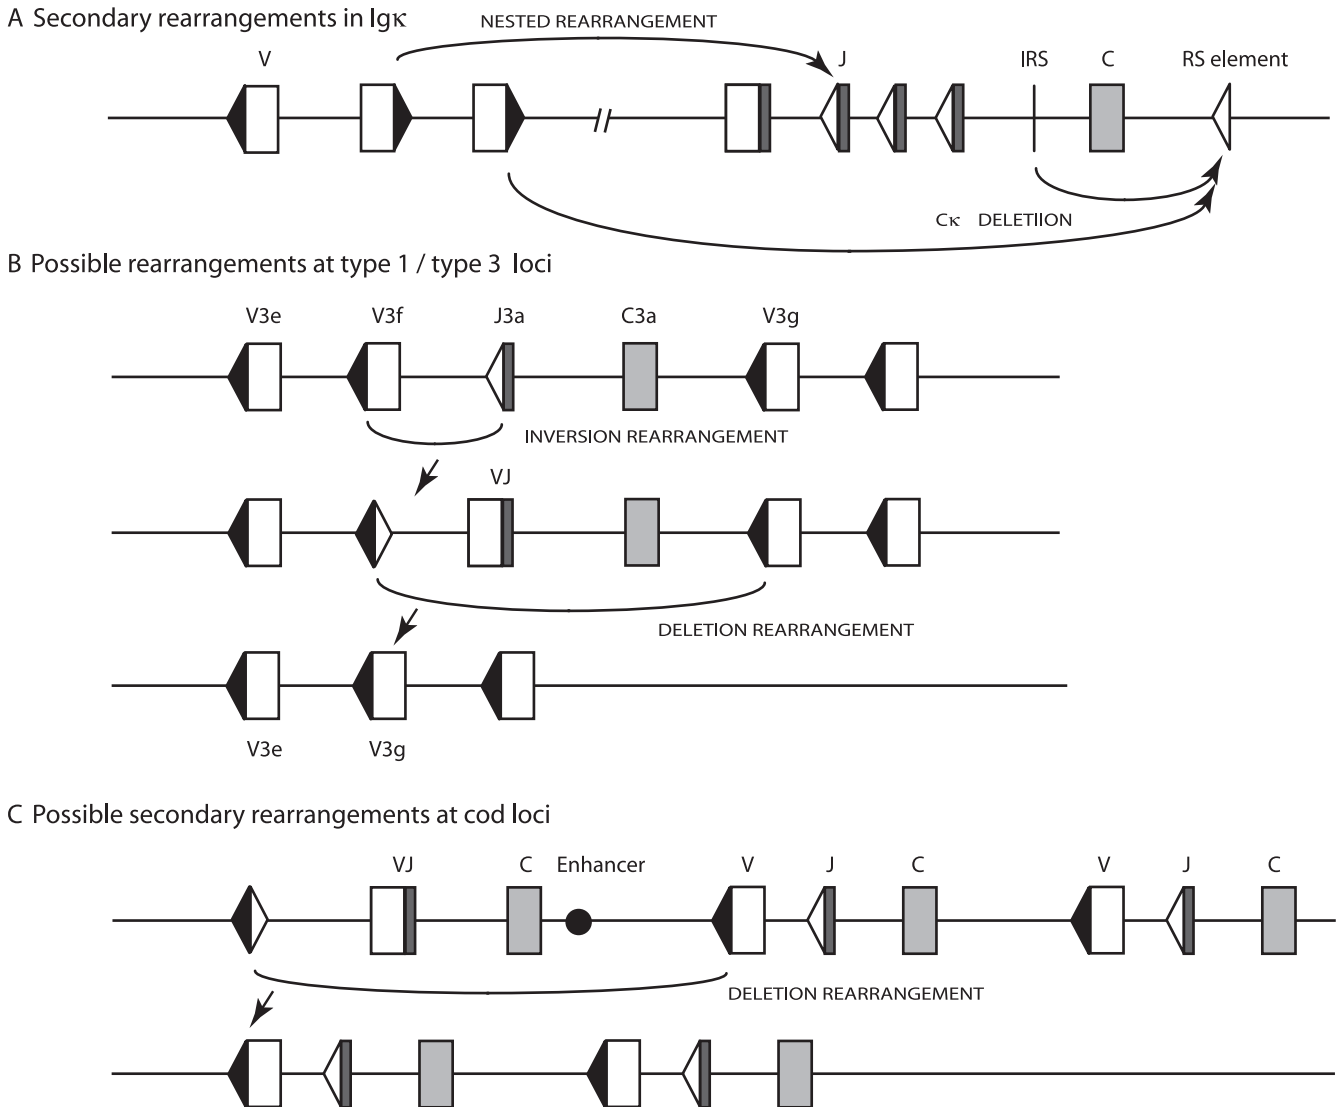 A Secondary rearrangements in Igκ
NESTED REARRANGEMENT
V
J
IRS
C
RS element
Cκ DELETIION
B Possible rearrangements at type 1 / type 3 loci
V3e
V3f
J3a
C3a
V3g
INVERSION REARRANGEMENT
VJ
DELETION REARRANGEMENT
V3e
V3g
C Possible secondary rearrangements at cod loci
VJ
C
Enhancer
V
J
C
V
J
C
DELETION REARRANGEMENT